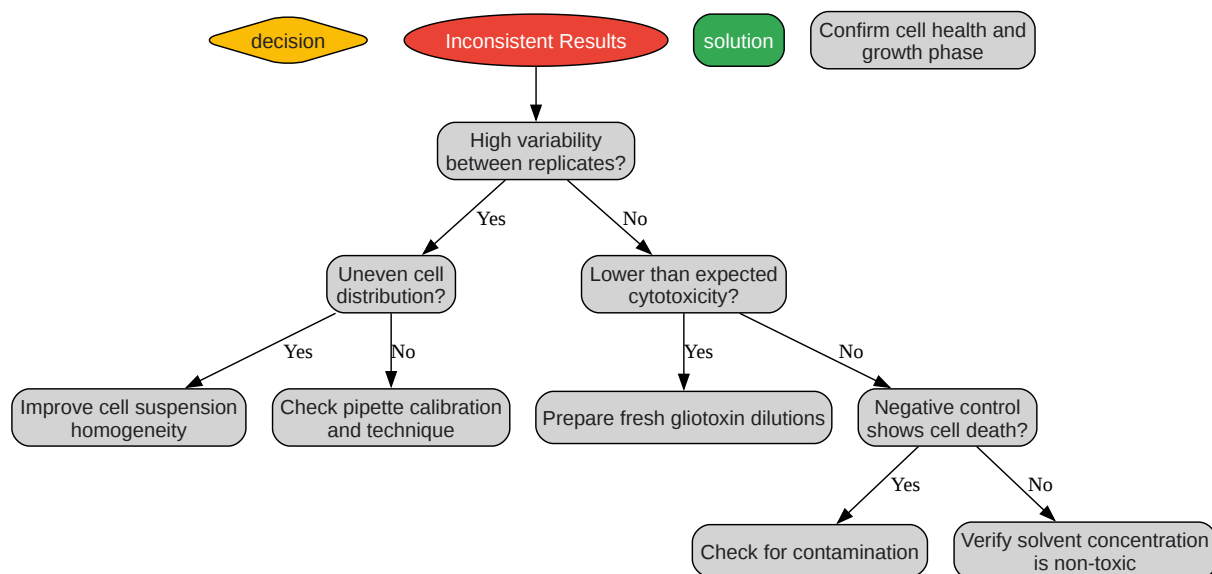 decision
Inconsistent Results
solution
Confirm cell health and
growth phase
High variability
between replicates?
Yes
No
Uneven cell
distribution?
Lower than expected
cytotoxicity?
Yes
No
Yes
No
Improve cell suspension
homogeneity
Check pipette calibration
and technique
Prepare fresh gliotoxin dilutions
Negative control
shows cell death?
Yes
No
Check for contamination
Verify solvent concentration
is non-toxic